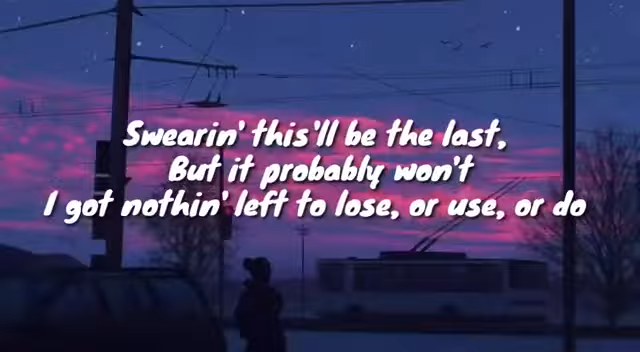 Swearin' this'll be the last,
But it probably won't
I got nothin' left to lose, or use, or do